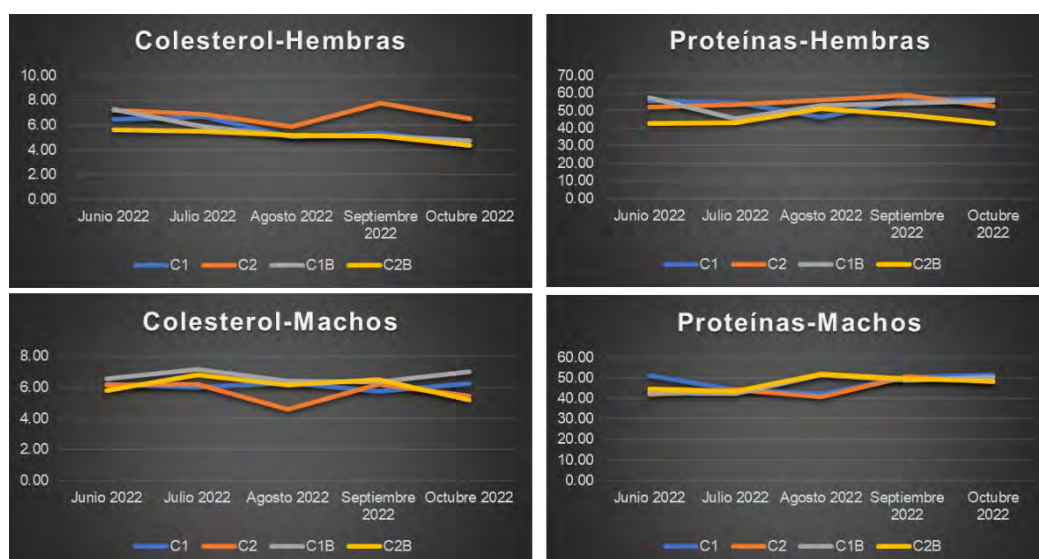 Colesterol-Hembras
10.00
8.00
6.00
4.00
2.00
0.00
Junio 2022 Julio 2022 Agosto 2022 Septiembre 2022 Octubre 2022
C1 C2 C1B C2B
Proteínas-Hembras
70.00
60.00
50.00
40.00
30.00
20.00
10.00
0.00
Junio 2022 Julio 2022 Agosto 2022 Septiembre 2022 Octubre 2022
C1 C2 C1B C2B
Colesterol-Machos
8.00
6.00
4.00
2.00
0.00
Junio 2022 Julio 2022 Agosto 2022 Septiembre 2022 Octubre 2022
C1 C2 C1B C2B
Proteínas-Machos
60.00
50.00
40.00
30.00
20.00
10.00
0.00
Junio 2022 Julio 2022 Agosto 2022 Septiembre 2022 Octubre 2022
C1 C2 C1B C2B